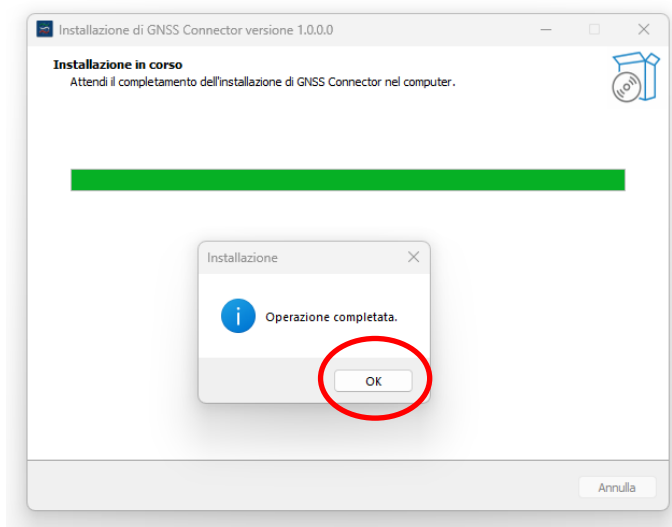 Installazione di GNSS Connector versione 1.0.0.0
Installazione in corso
Attendi il completamento dell'installazione di GNSS Connector nel computer.
Installazione
Operazione completata.
OK
Annulla